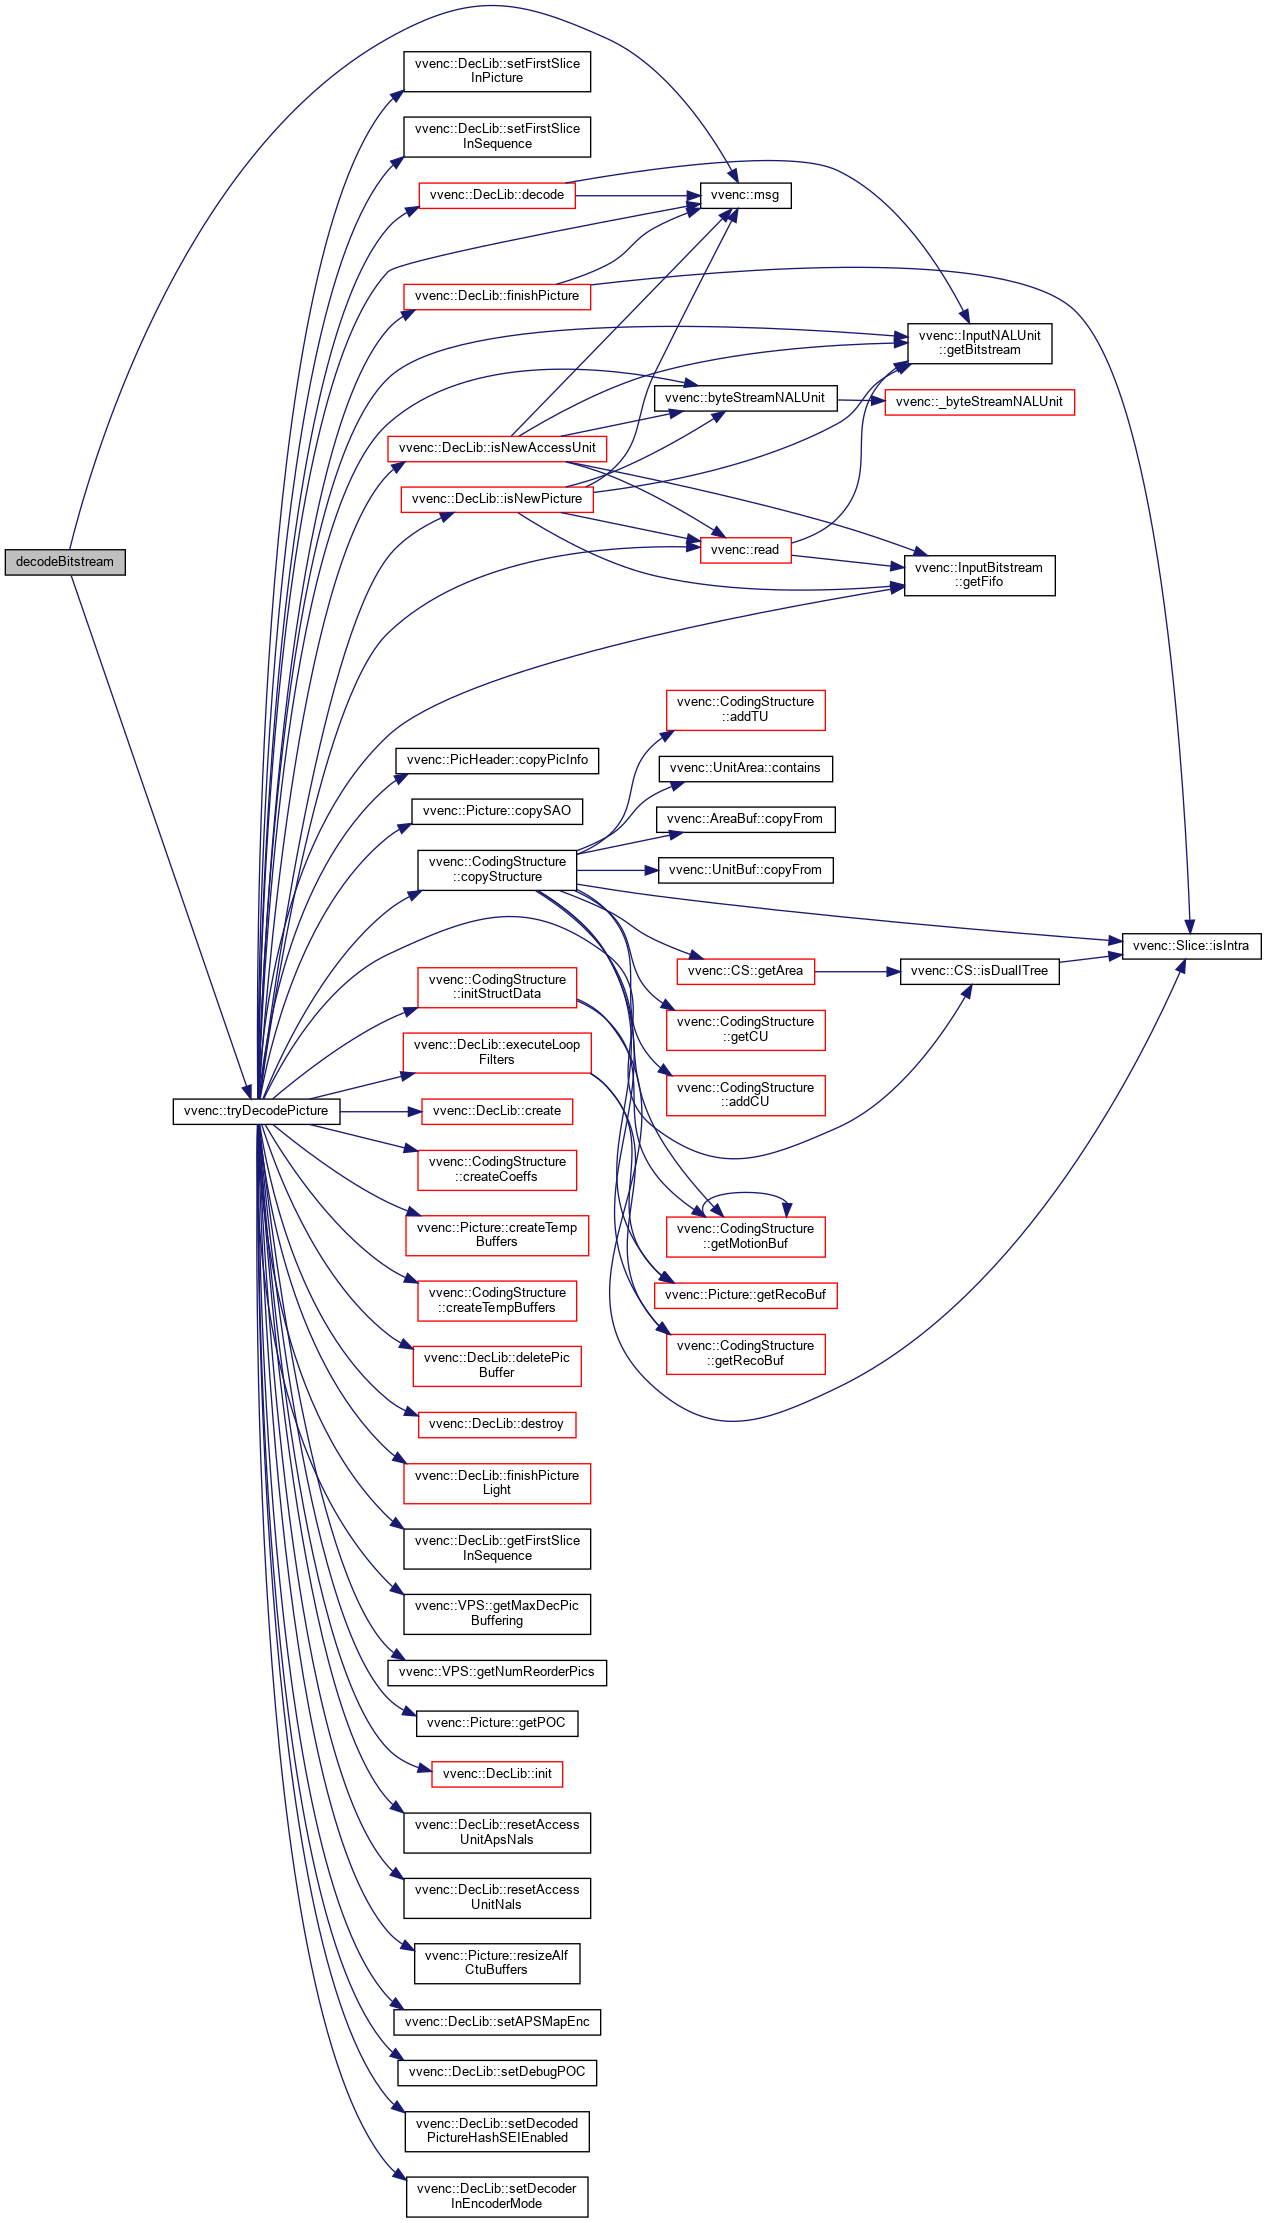 vvenc::DecLib::setFirstSlice
InPicture
vvenc::DecLib::setFirstSlice
InSequence
vvenc::DecLib::decode
vvenc::msg
vvenc::DecLib::finishPicture
vvenc::InputNALUnit
::getBitstream
vvenc::byteStreamNALUnit
vvenc::_byteStreamNALUnit
vvenc::DecLib::isNewAccessUnit
vvenc::DecLib::isNewPicture
vvenc::read
decodeBitstream
vvenc::InputBitstream
::getFifo
vvenc::CodingStructure
::addTU
vvenc::PicHeader::copyPicInfo
vvenc::UnitArea::contains
vvenc::Picture::copySAO
vvenc::AreaBuf::copyFrom
vvenc::CodingStructure
::copyStructure
vvenc::UnitBuf::copyFrom
vvenc::Slice::isIntra
vvenc::CS::getArea
vvenc::CS::isDualITree
vvenc::CodingStructure
::initStructData
vvenc::CodingStructure
::getCU
vvenc::DecLib::executeLoop
Filters
vvenc::CodingStructure
::addCU
vvenc::tryDecodePicture
vvenc::DecLib::create
vvenc::CodingStructure
::createCoeffs
vvenc::Picture::createTemp
Buffers
vvenc::CodingStructure
::getMotionBuf
vvenc::CodingStructure
::createTempBuffers
vvenc::Picture::getRecoBuf
vvenc::DecLib::deletePic
Buffer
vvenc::CodingStructure
::getRecoBuf
vvenc::DecLib::destroy
vvenc::DecLib::finishPicture
Light
vvenc::DecLib::getFirstSlice
InSequence
vvenc::VPS::getMaxDecPic
Buffering
vvenc::VPS::getNumReorderPics
vvenc::Picture::getPOC
vvenc::DecLib::init
vvenc::DecLib::resetAccess
UnitApsNals
vvenc::DecLib::resetAccess
UnitNals
vvenc::Picture::resizeAlf
CtuBuffers
vvenc::DecLib::setAPSMapEnc
vvenc::DecLib::setDebugPOC
vvenc::DecLib::setDecoded
PictureHashSEIEnabled
vvenc::DecLib::setDecoder
InEncoderMode